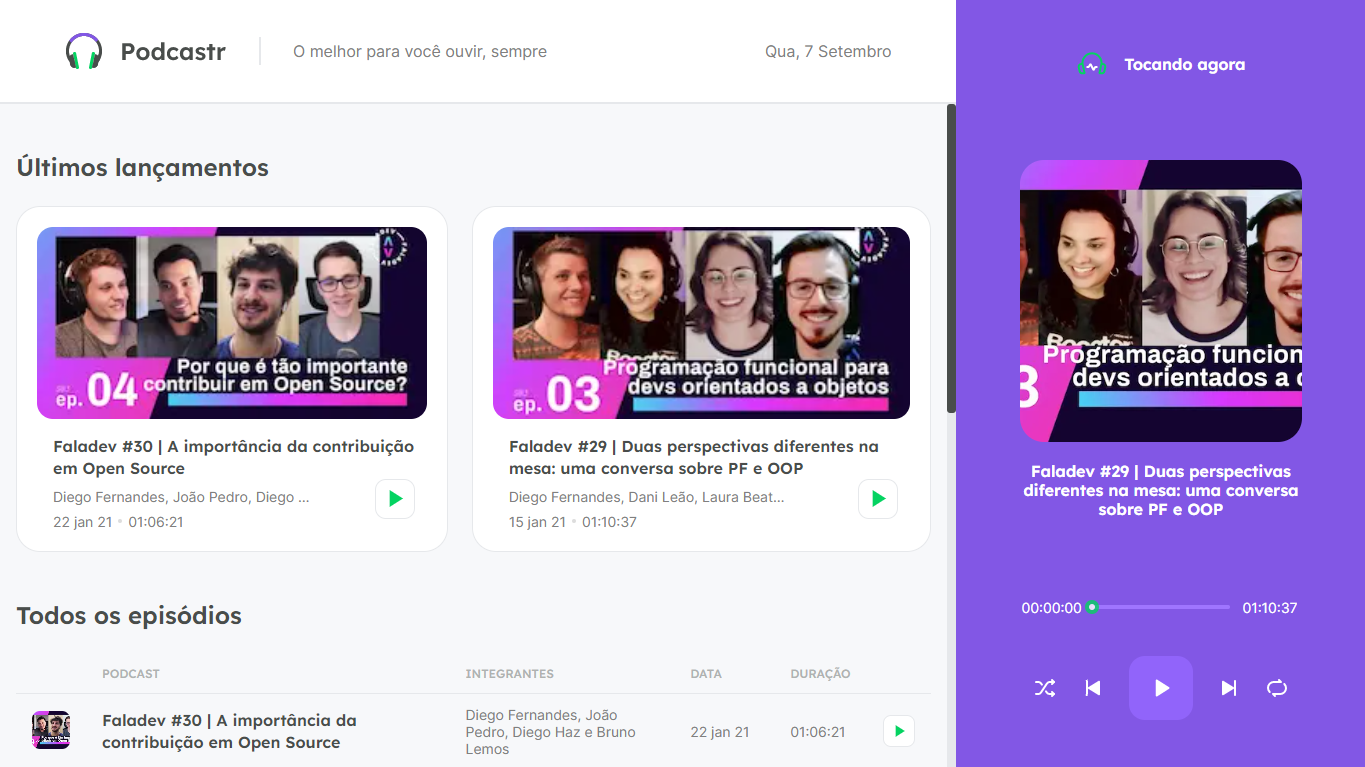 Podcastr
O melhor para você ouvir, sempre
Qua, 7 Setembro
Tocando agora
Últimos lançamentos
Por que é tão importante
contribuir em Open Source?
ep. 04
Faladev #30 | A importância da contribuição
em Open Source
Diego Fernandes, João Pedro, Diego ...
22 jan 21 • 01:06:21
Programação funcional para
devs orientados a objetos
ep. 03
Faladev #29 | Duas perspectivas diferentes na
mesa: uma conversa sobre PF e OOP
Diego Fernandes, Dani Leão, Laura Beat...
15 jan 21 • 01:10:37
Programação funcion
devs orientados a
3
Faladev #29 | Duas perspectivas
diferentes na mesa: uma conversa
sobre PF e OOP
00:00:00
01:10:37
Todos os episódios
PODCAST INTEGRANTES DATA DURAÇÃO
Faladev #30 | A importância da
contribuição em Open Source
Diego Fernandes, João
Pedro, Diego Haz e Bruno
Lemos
22 jan 21
01:06:21